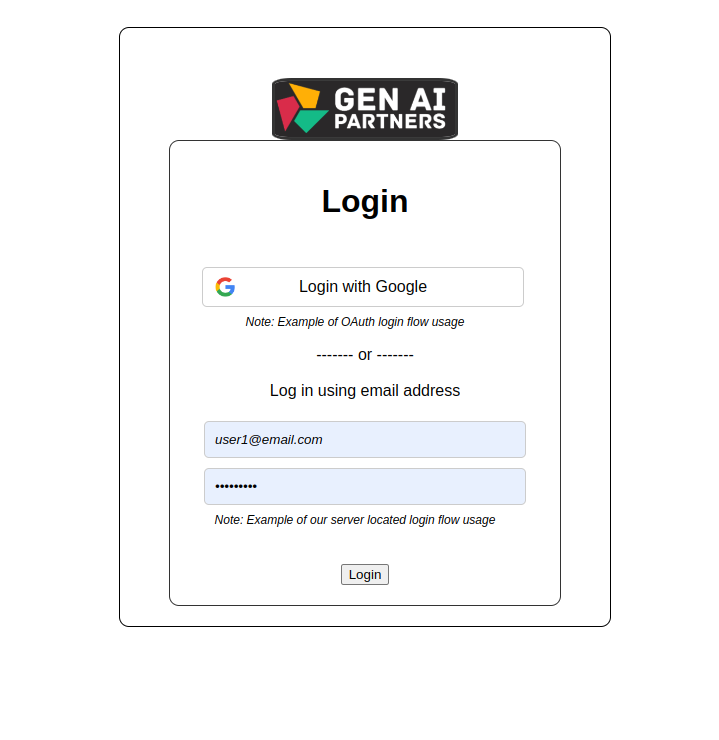 GEN AI
PARTNERS
Login
Login with Google
Note: Example of OAuth login flow usage
------- or -------
Log in using email address
user1@email.com
•••••••••
Note: Example of our server located login flow usage
Login